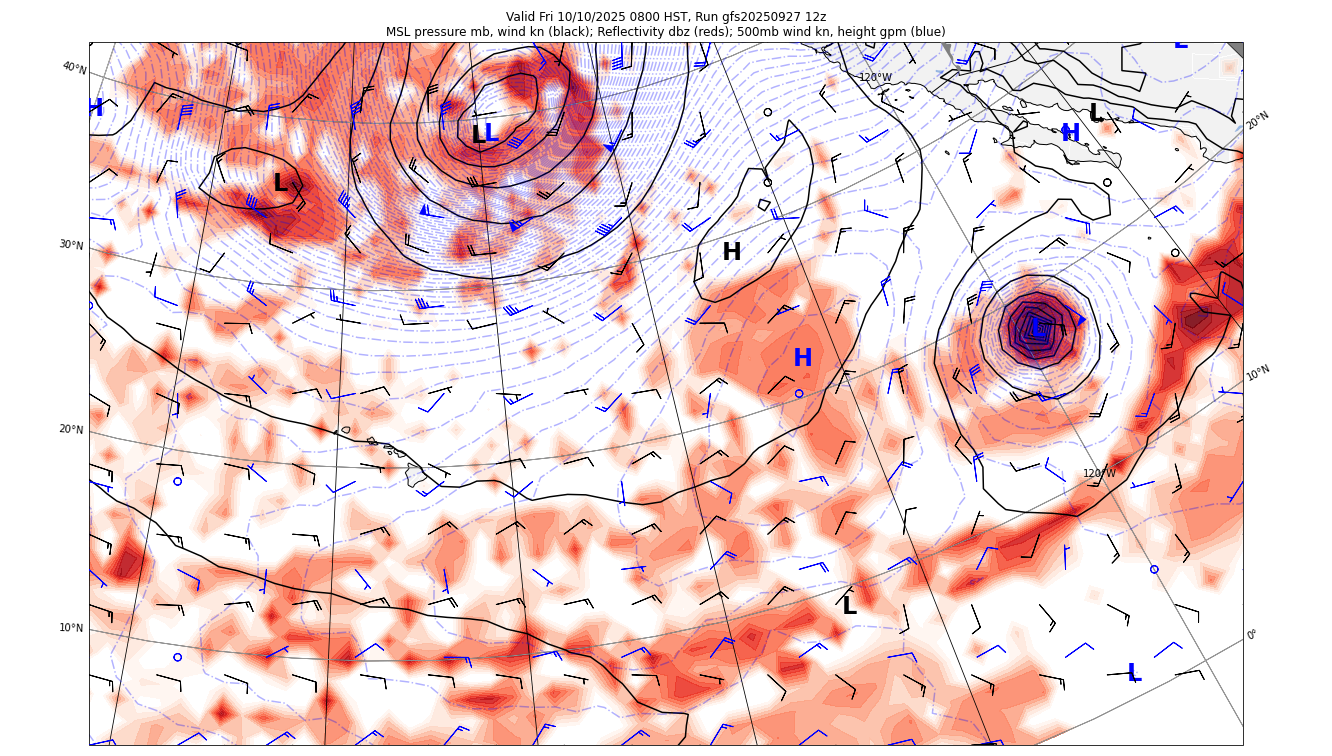 Valid Fri 10/10/2025 0800 HST, Run gfs20250927 12z
MSL pressure mb, wind kn (black); Reflectivity dbz (reds); 500mb wind kn, height gpm (blue)
L
40°N
120°W
H
L
20°N
L L
H
L
30°N
H
L
H
10°N
20°N
120°W
L
10°N
0°
L